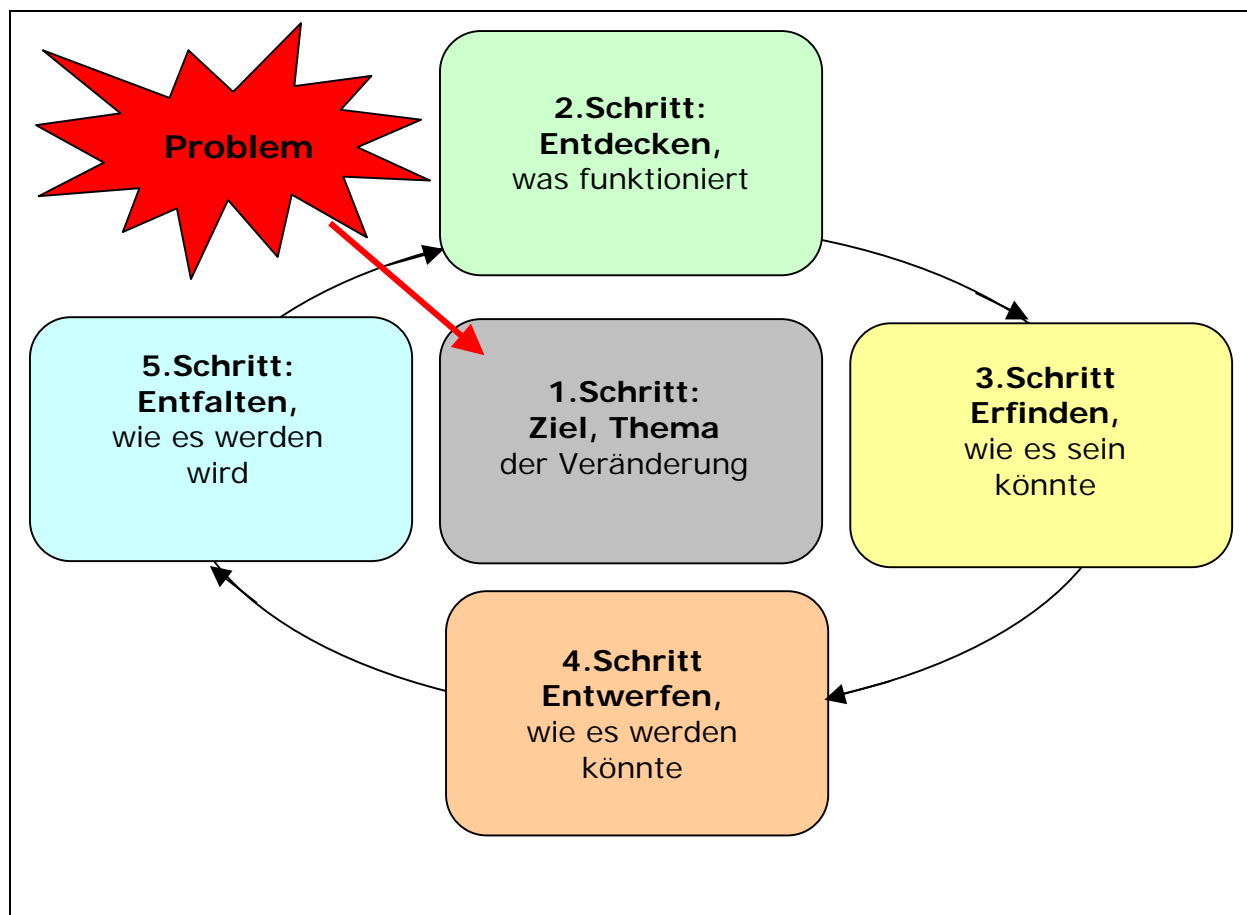 Problem
2.Schritt:
Entdecken,
was funktioniert
5.Schritt:
Entfalten,
wie es werden
wird
1.Schritt:
Ziel, Thema
der Veränderung
3.Schritt
Erfinden,
wie es sein
könnte
4.Schritt
Entwerfen,
wie es werden
könnte